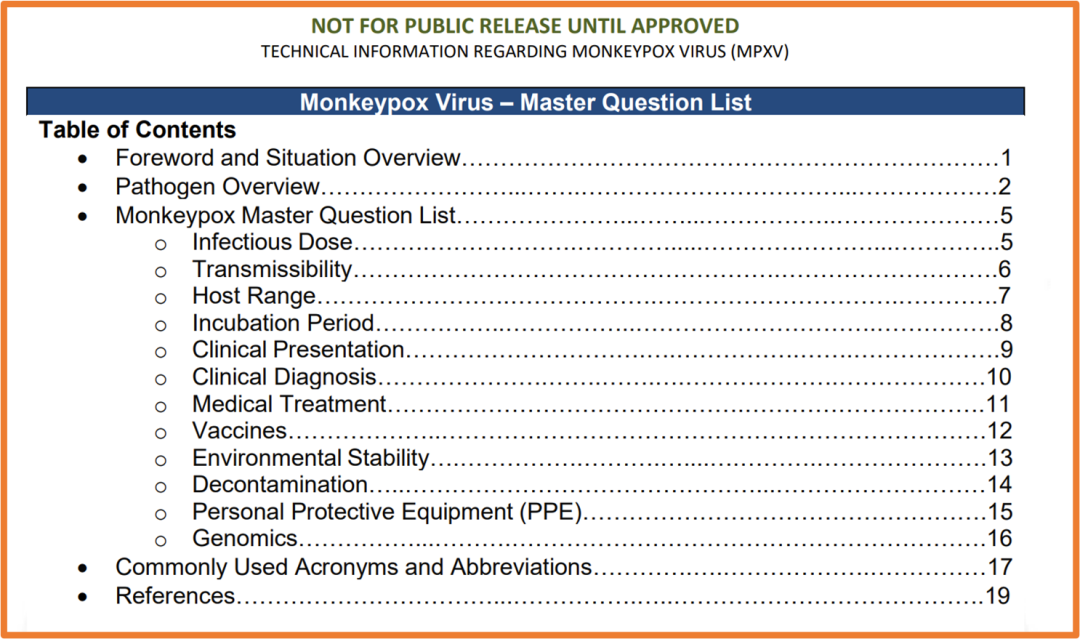 NOT FOR PUBLIC RELEASE UNTIL APPROVED
TECHNICAL INFORMATION REGARDING MONKEYPOX VIRUS (MPXV)
Monkeypox Virus – Master Question List
Table of Contents
• Foreword and Situation Overview……………………………………………………………1
• Pathogen Overview……………………………………………………………………………2
• Monkeypox Master Question List……………………………………………………………5
o Infectious Dose………………………………………………………………………5
o Transmissibility………………………………………………………………………6
o Host Range……………………………………………………………………………7
o Incubation Period……………………………………………………………………8
o Clinical Presentation…………………………………………………………………9
o Clinical Diagnosis……………………………………………………………………10
o Medical Treatment……………………………………………………………………11
o Vaccines………………………………………………………………………………12
o Environmental Stability………………………………………………………………13
o Decontamination………………………………………………………………………14
o Personal Protective Equipment (PPE)………………………………………………15
o Genomics………………………………………………………………………………16
• Commonly Used Acronyms and Abbreviations………………………………………………17
• References………………………………………………………………………………………19